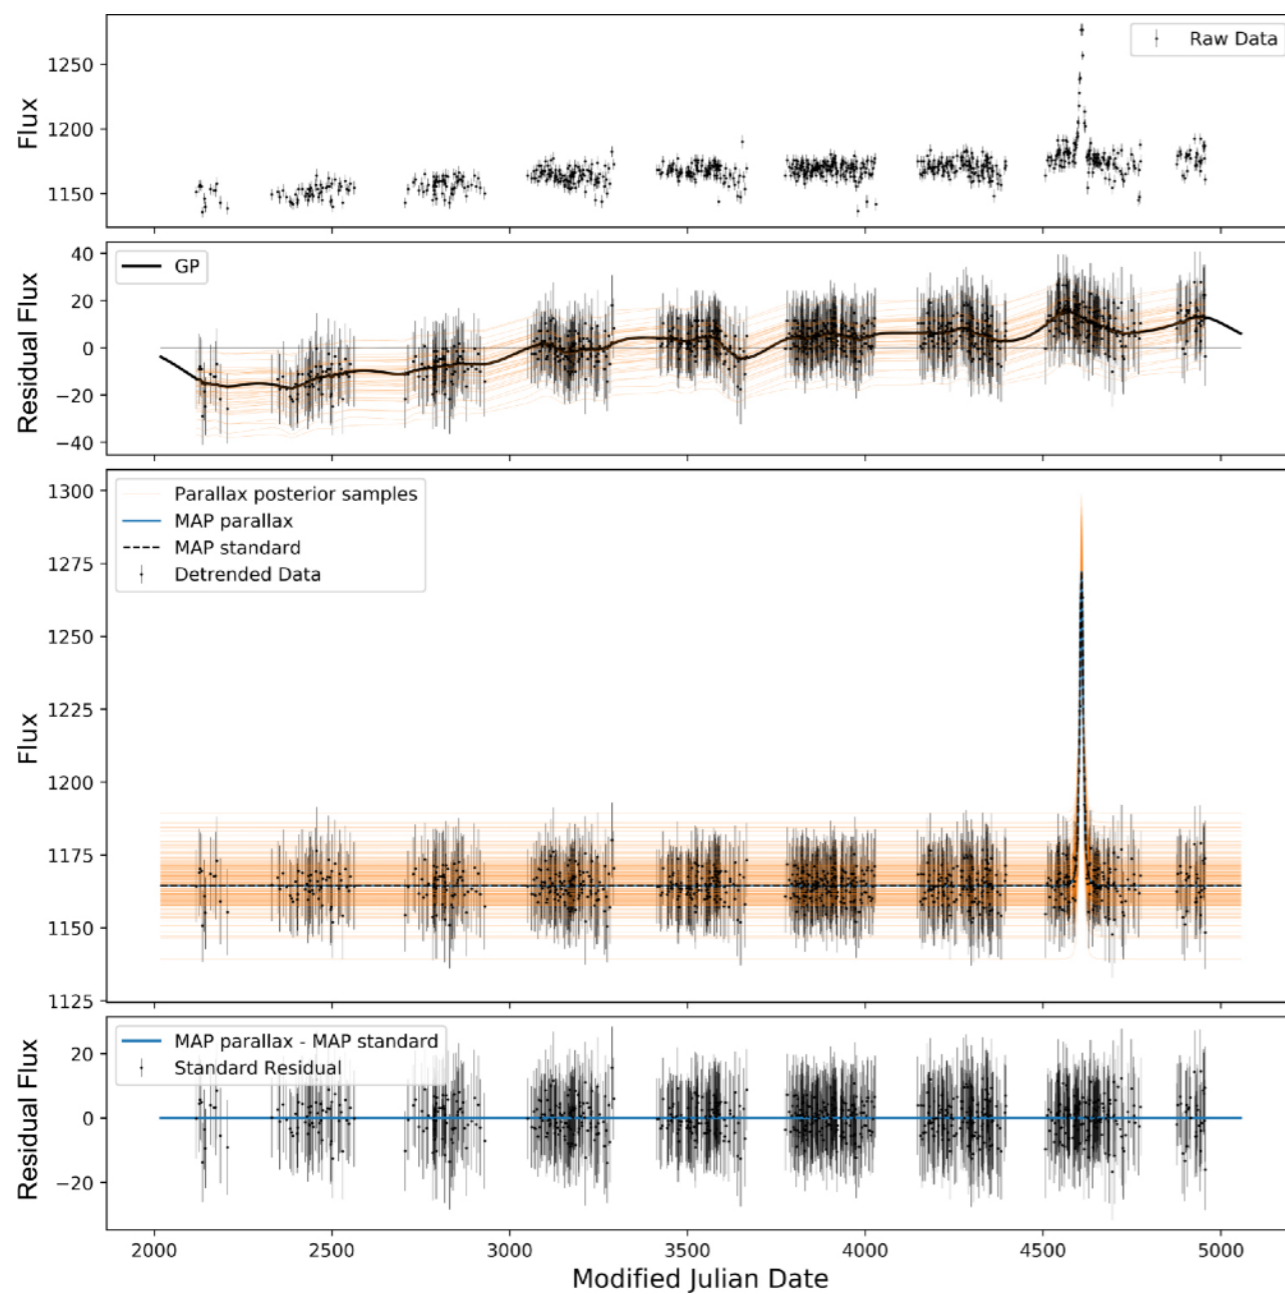 Raw Data
1250
1200
1150
Flux
GP
40
20
0
−20
−40
Residual Flux
Parallax posterior samples
MAP parallax
MAP standard
Detrended Data
1300
1275
1250
1225
1200
1175
1150
1125
Flux
MAP parallax - MAP standard
Standard Residual
20
0
−20
Residual Flux
2000 2500 3000 3500 4000 4500 5000
Modified Julian Date